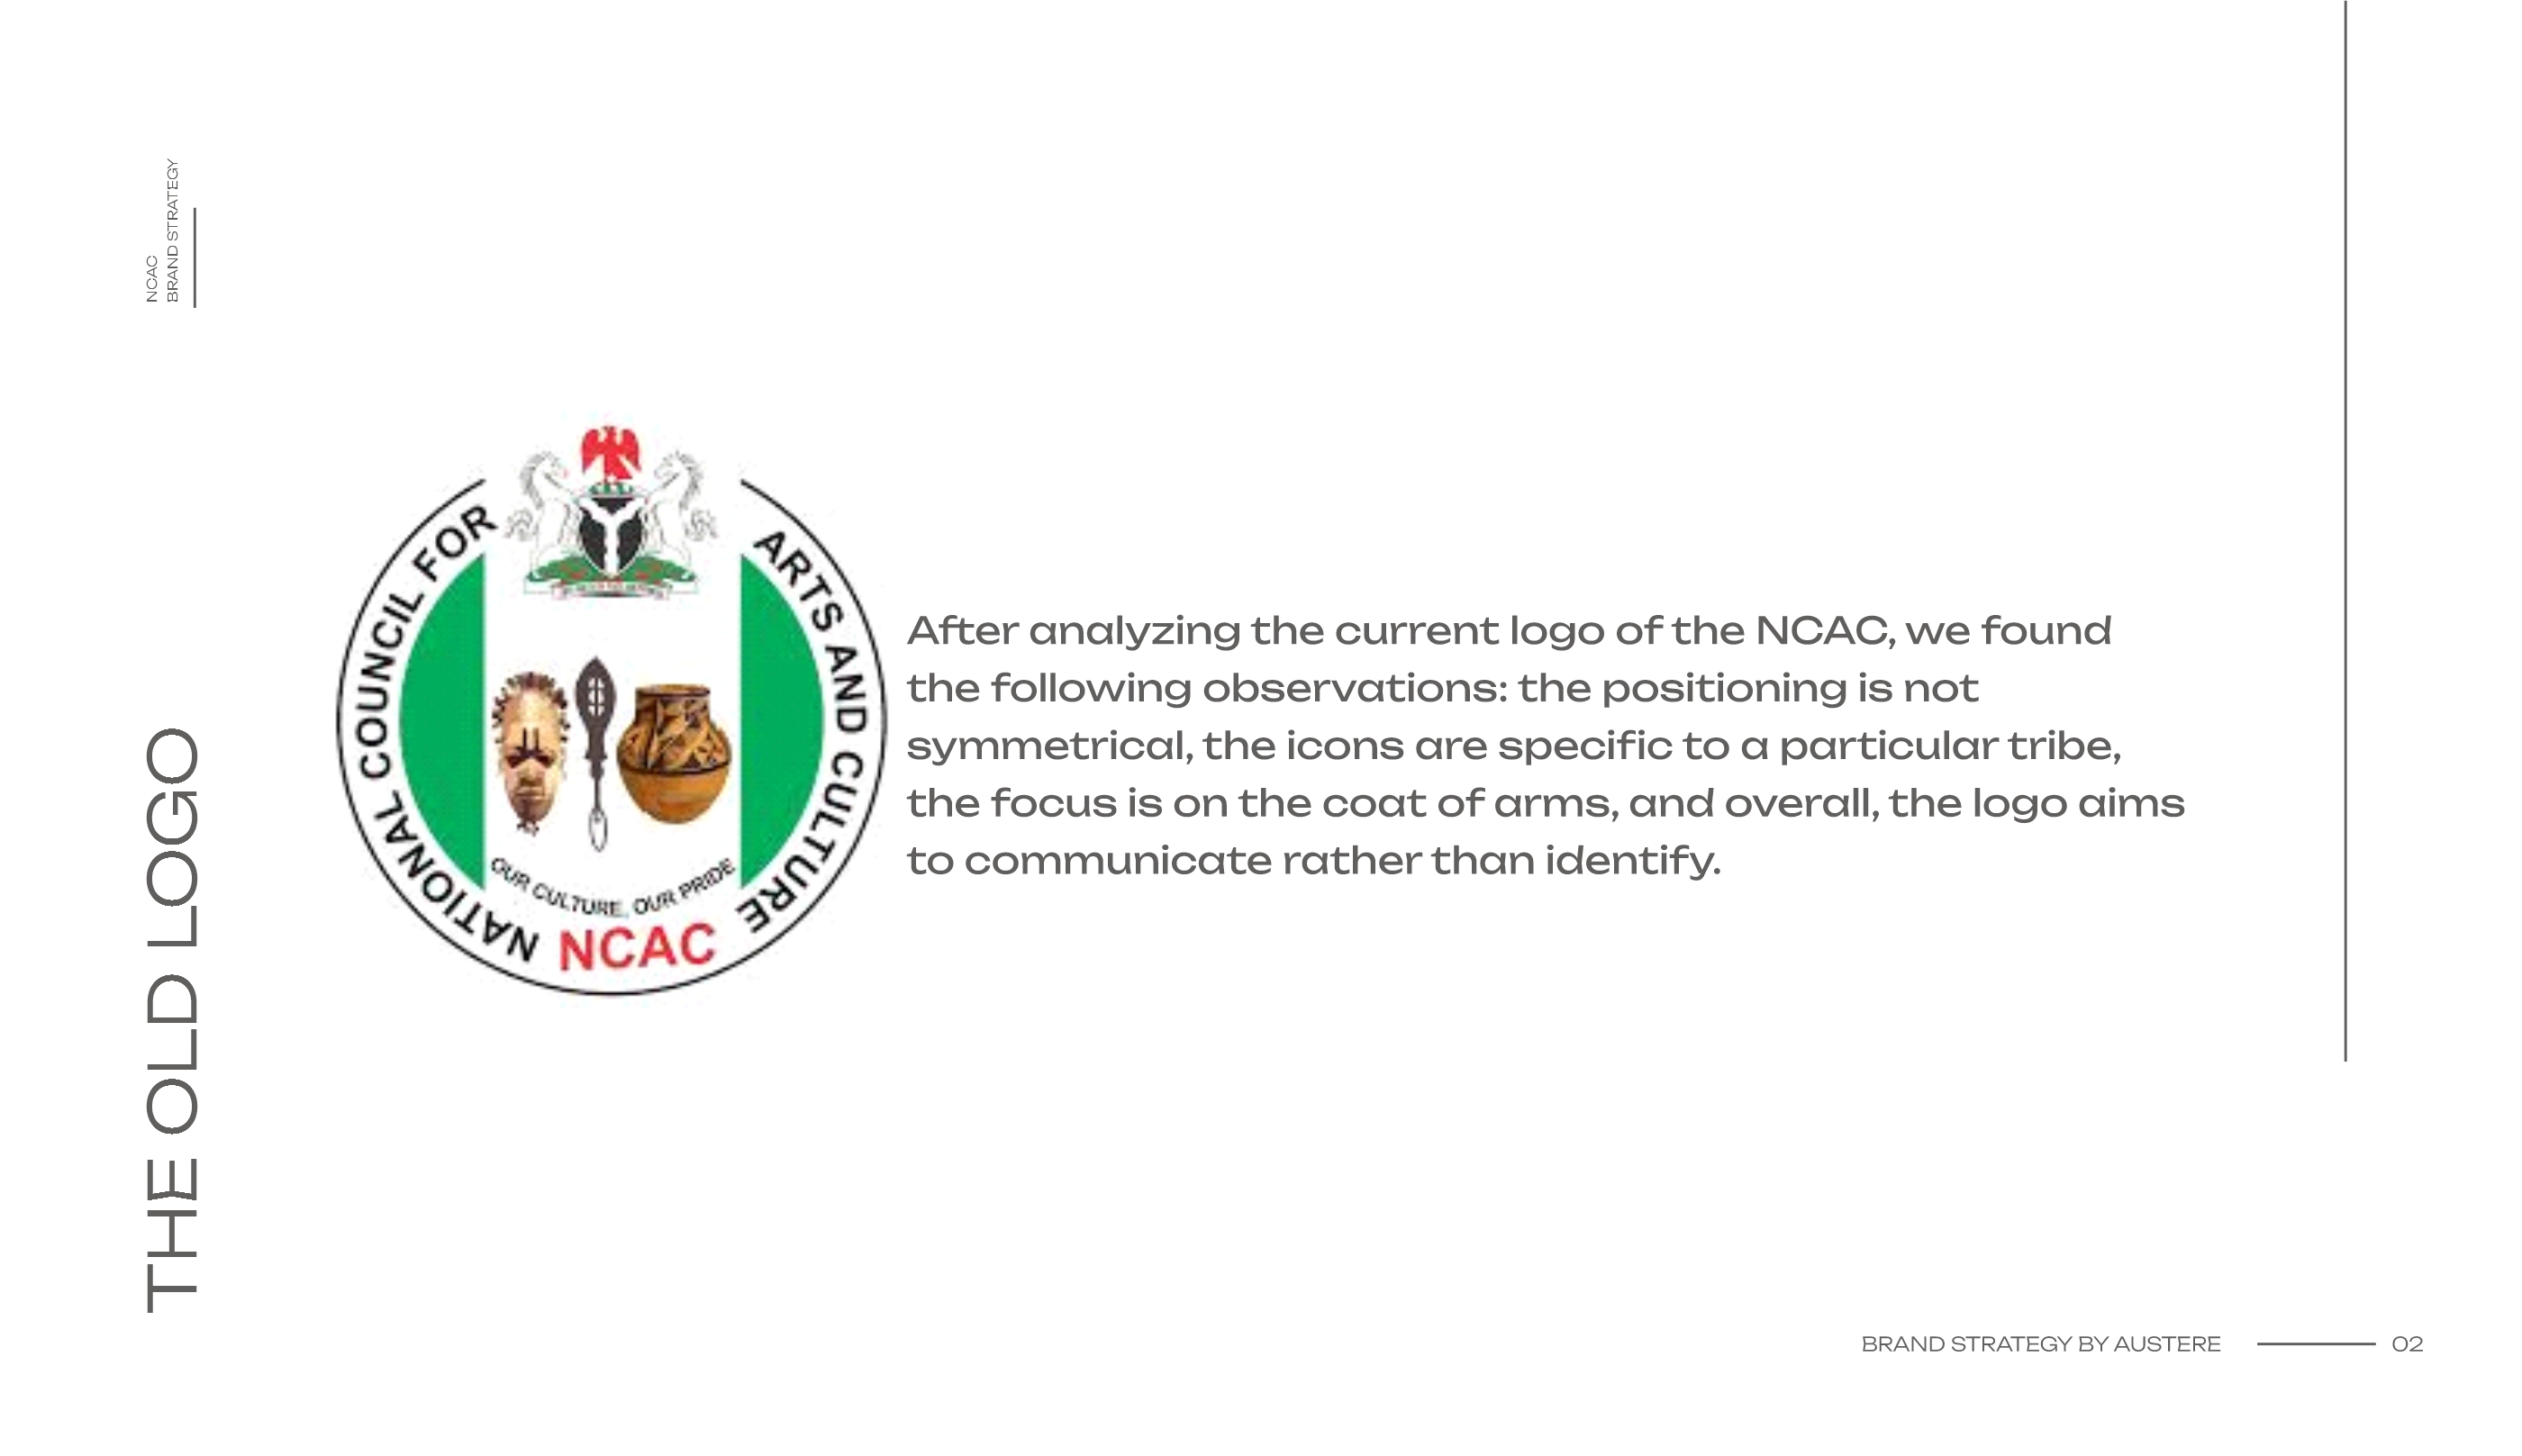 NCAC
BRAND STRATEGY
THE OLD LOGO
NATIONAL COUNCIL FOR ARTS AND CULTURE
OUR CULTURE, OUR PRIDE
NCAC
After analyzing the current logo of the NCAC, we found
the following observations: the positioning is not
symmetrical, the icons are specific to a particular tribe,
the focus is on the coat of arms, and overall, the logo aims
to communicate rather than identify.
BRAND STRATEGY BY AUSTERE
02